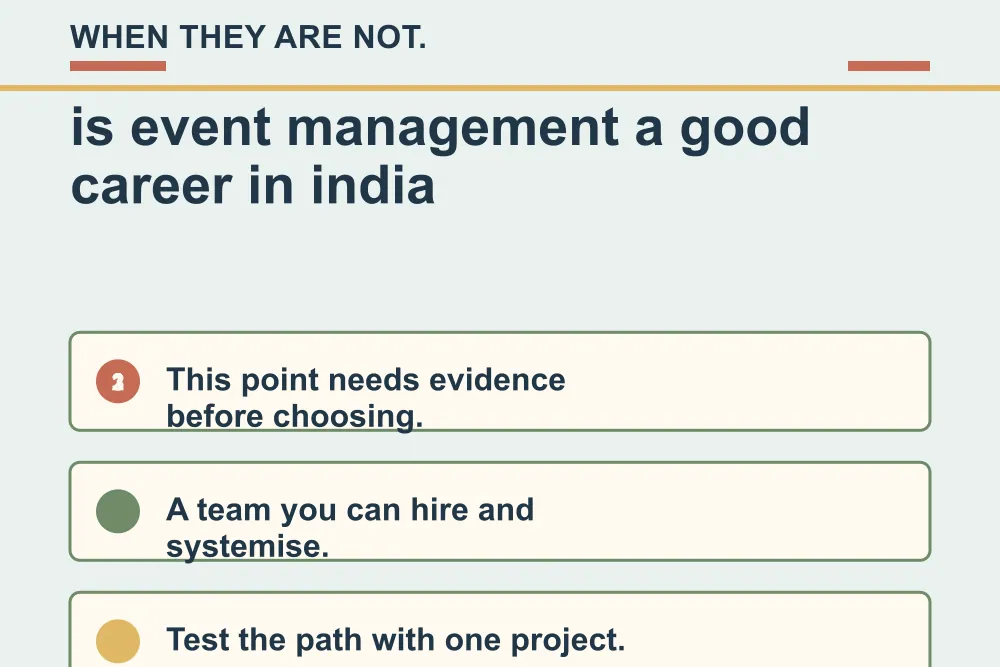 WHEN THEY ARE NOT.
is event management a good
career in india
This point needs evidence
before choosing.
A team you can hire and
systemise.
Test the path with one project.